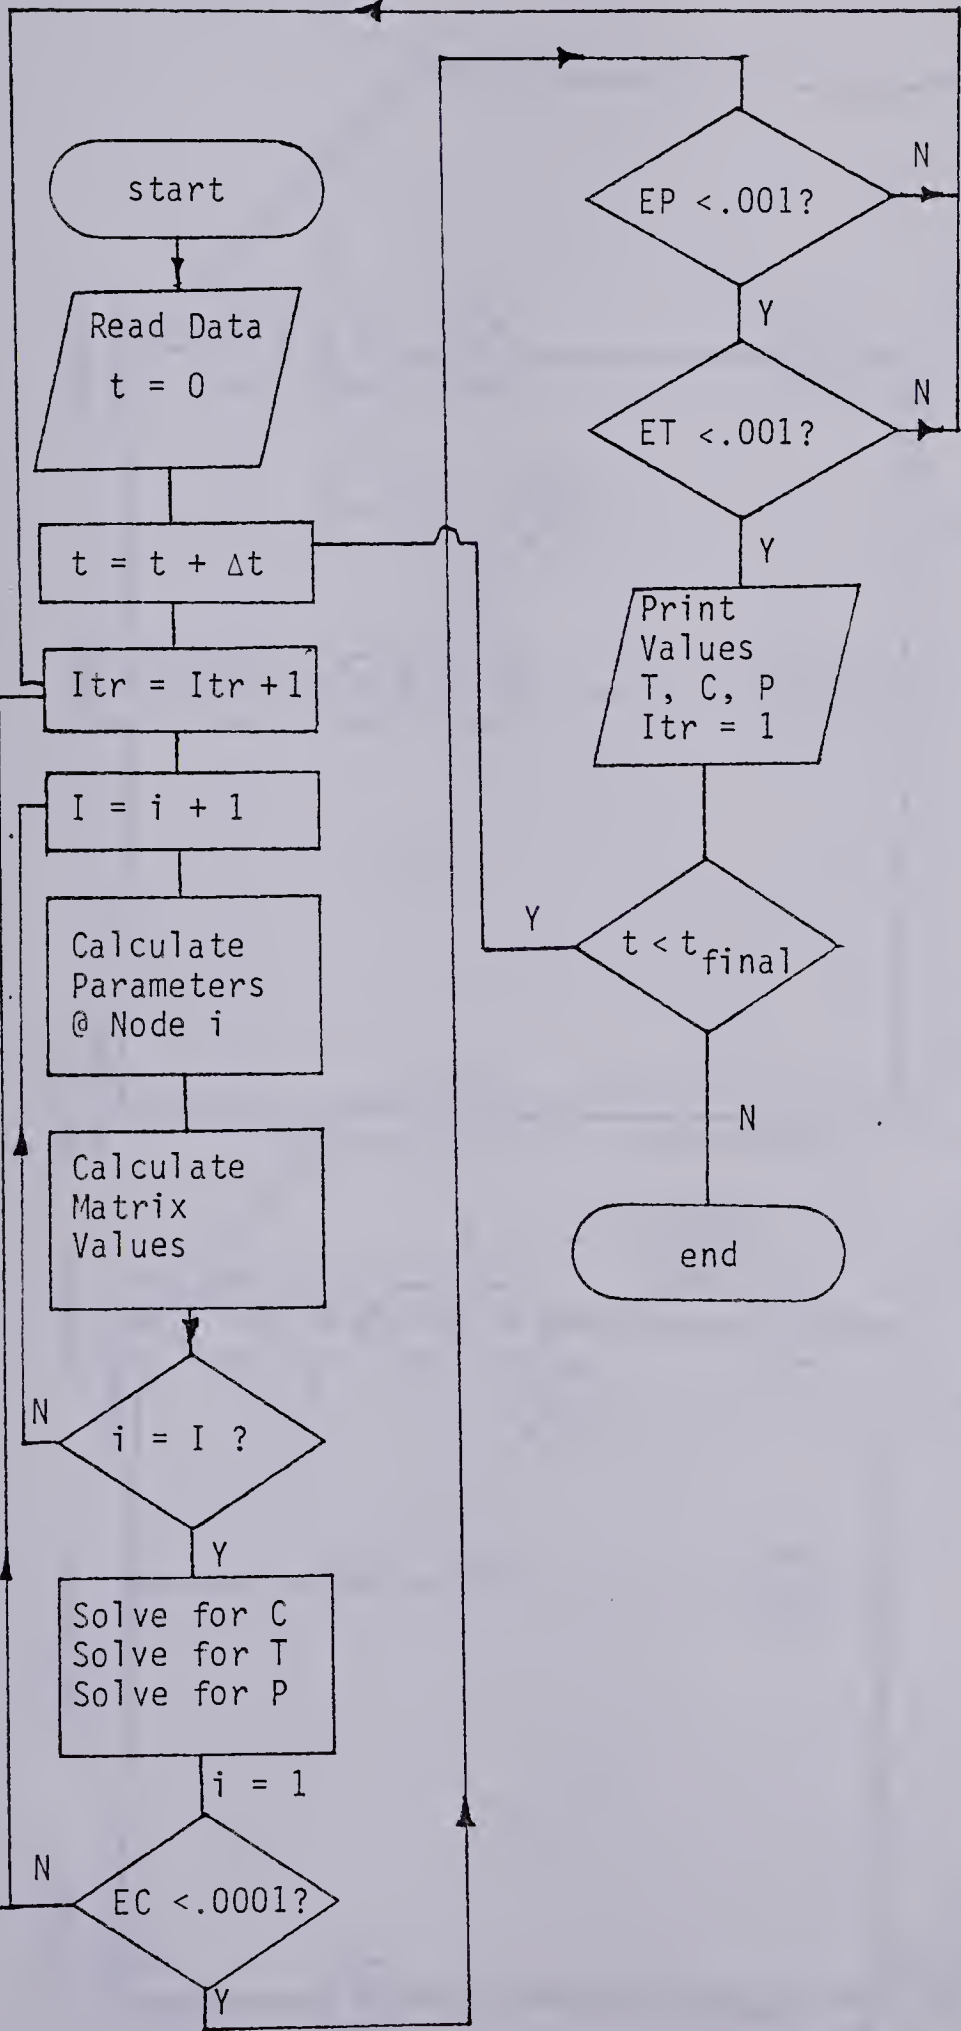 start
Read Data
t = 0
t = t + Δt
Itr = Itr +1
I = i + 1
Calculate
Parameters
@ Node i
Calculate
Matrix
Values
N
i = I ?
Y
Solve for C
Solve for T
Solve for P
i = 1
N
EC <.0001?
Y
EP <.001?
N
Y
ET <.001?
N
Y
Print
Values
T, C, P
Itr = 1
Y
t < t final
N
end